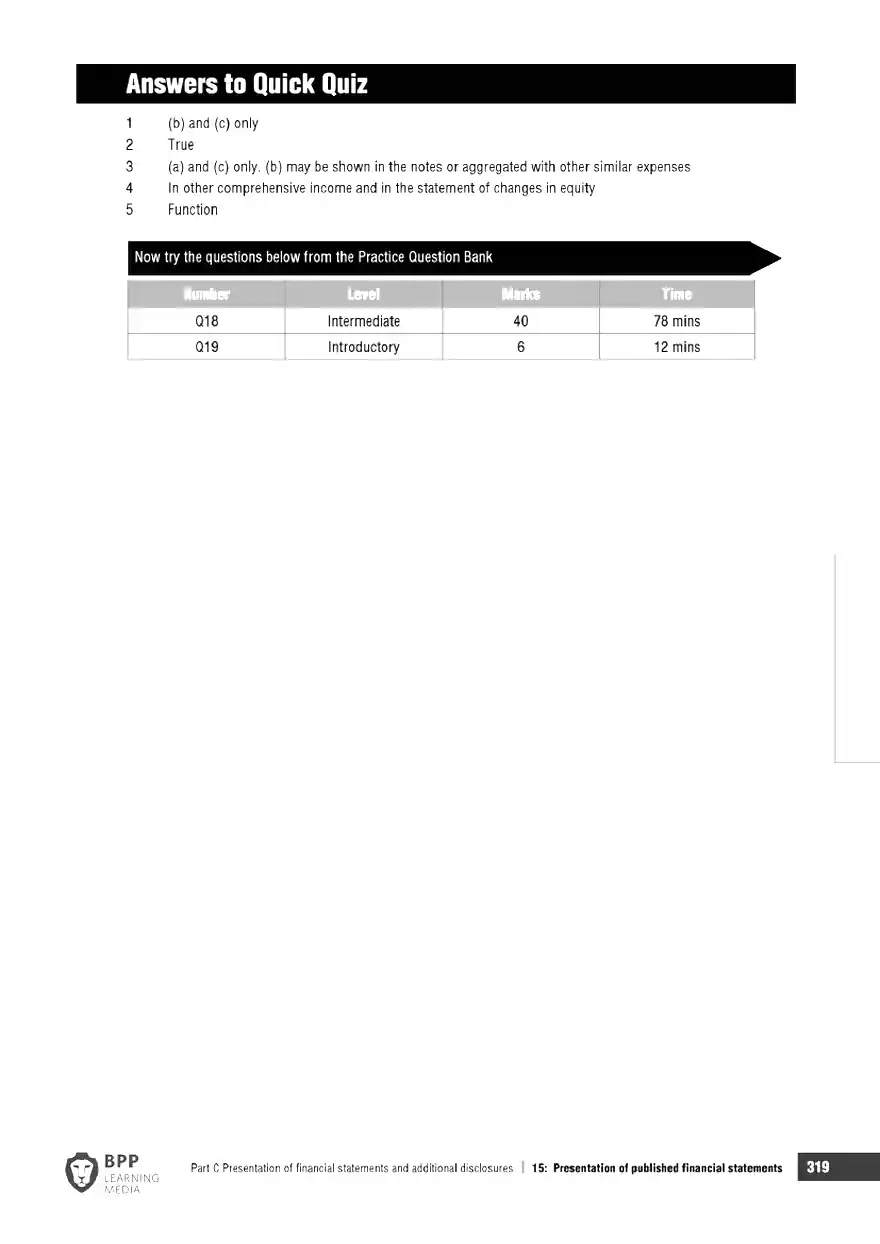 Answers to Quick Quiz
1 (b) and (c) only
2 True
3 (a) and (c) only. (b) may be shown in the notes or aggregated with other similar expenses
4 In other comprehensive income and in the statement of changes in equity
5 Function
Now try the questions below from the Practice Question Bank
Number Level Marks Time
Q18 Intermediate 40 78 mins
Q19 Introductory 6 12 mins
BPP
LEARNING
MEDIA
Part C Presentation of financial statements and additional disclosures | 15: Presentation of published financial statements 319